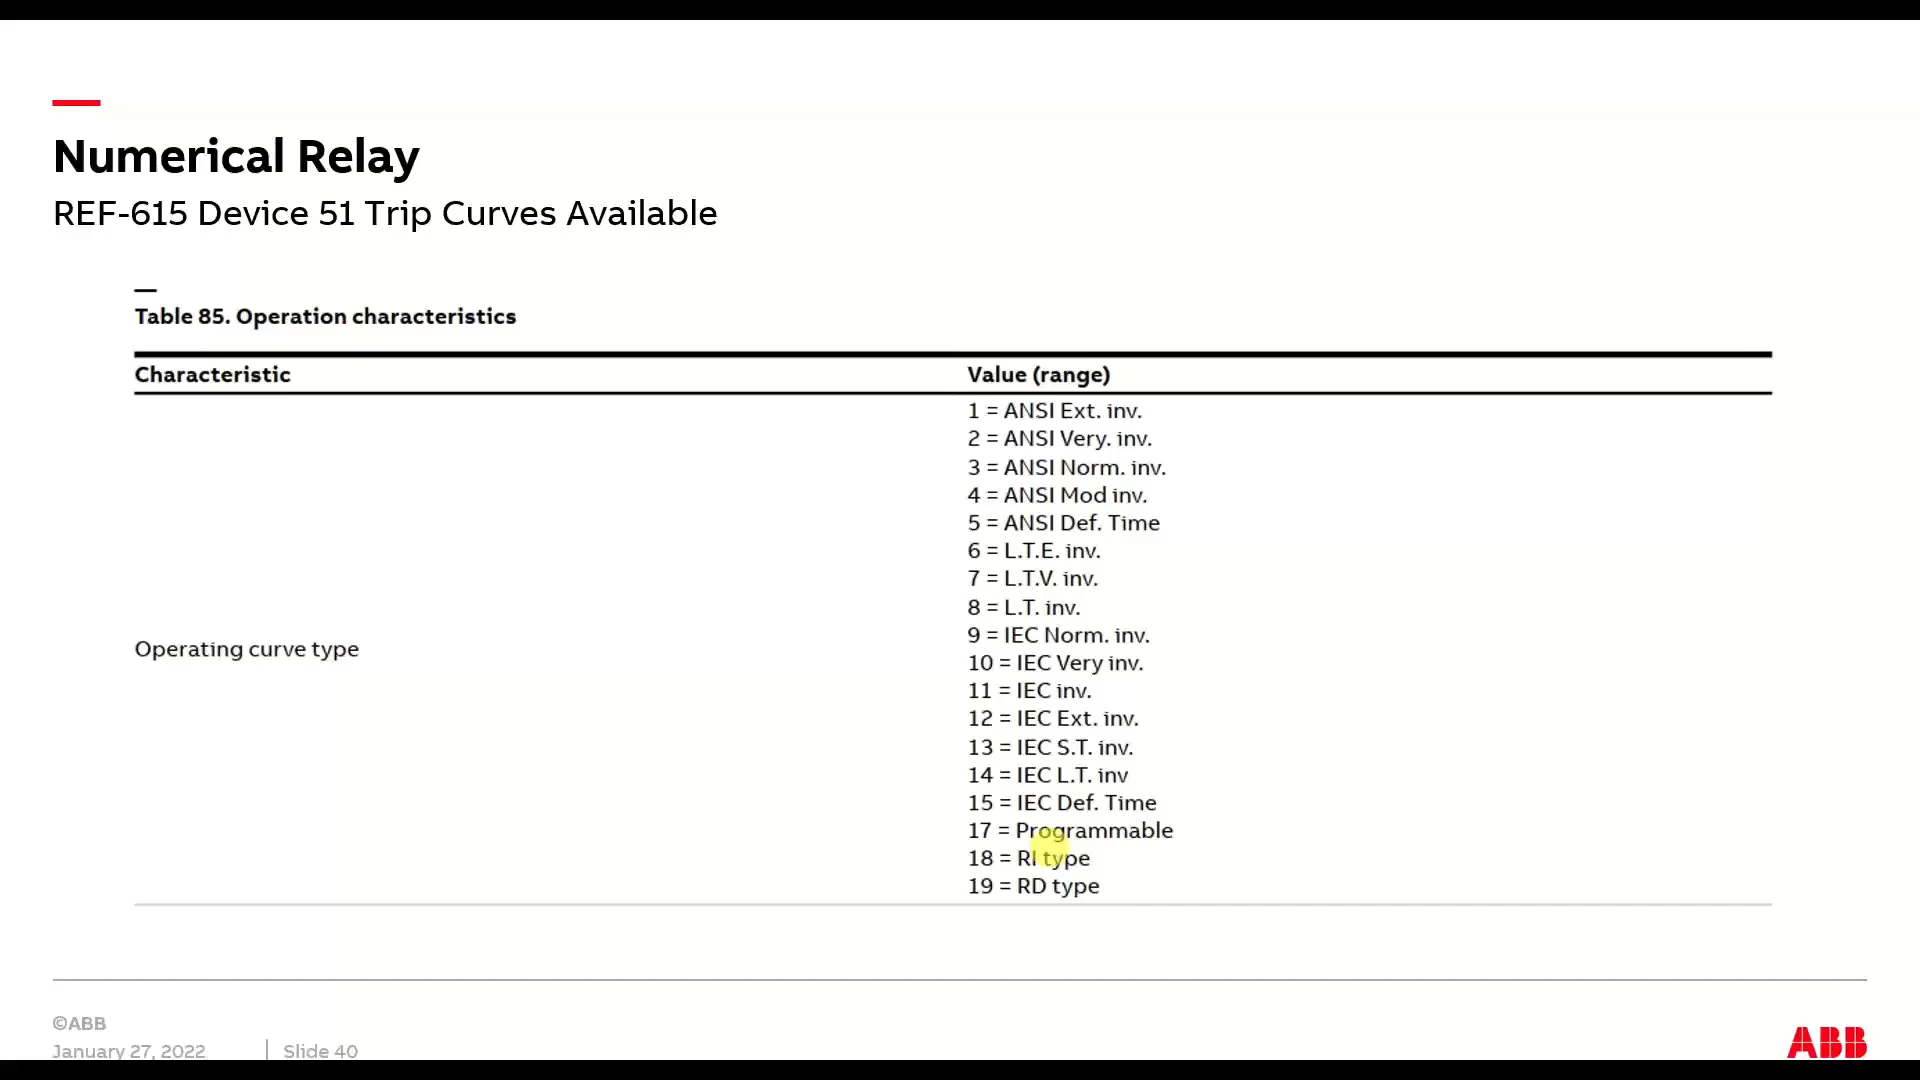 Numerical Relay
REF-615 Device 51 Trip Curves Available
Table 85. Operation characteristics
Characteristic Value (range)
Operating curve type
1 = ANSI Ext. inv.
2 = ANSI Very. inv.
3 = ANSI Norm. inv.
4 = ANSI Mod inv.
5 = ANSI Def. Time
6 = L.T.E. inv.
7 = L.T.V. inv.
8 = L.T. inv.
9 = IEC Norm. inv.
10 = IEC Very inv.
11 = IEC inv.
12 = IEC Ext. inv.
13 = IEC S.T. inv.
14 = IEC L.T. inv
15 = IEC Def. Time
17 = Programmable
18 = RI type
19 = RD type
©ABB
January 27, 2022 Slide 40
ABB